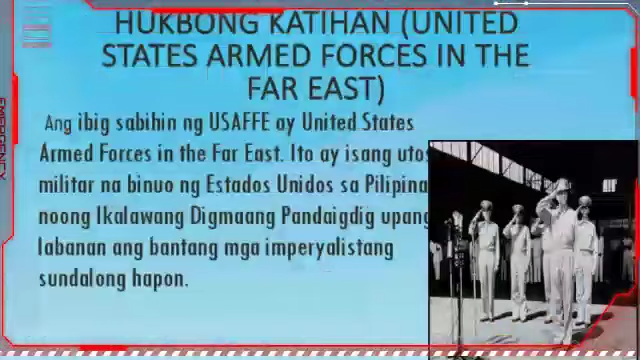 HUKBONG KATIHAN (UNITED
STATES ARMED FORCES IN THE
FAR EAST)
Ang ibig sabihin ng USAFFE ay United States
Armed Forces in the Far East. Ito ay isang utos
militar na binuo ng Estados Unidos sa Pilipina
noong Ikalawang Digmaang Pandaigdig upang
labanan ang bantang mga imperyalistang
sundalong hapon.
EMERGENCY